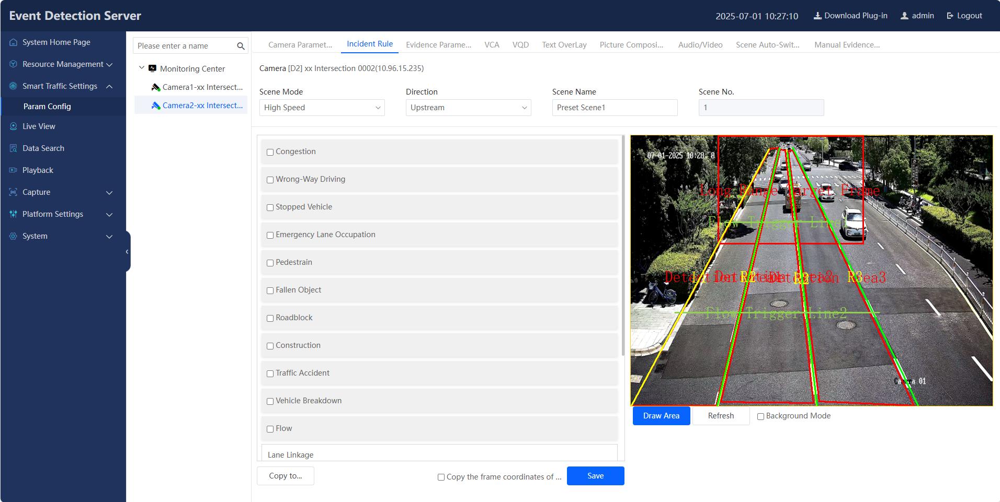 Event Detection Server
2025-07-01 10:27:10
Download Plug-in
admin
Logout
System Home Page
Resource Management
Smart Traffic Settings
Param Config
Live View
Data Search
Playback
Capture
Platform Settings
System
Please enter a name
Monitoring Center
Camera1-xx Intersect...
Camera2-xx Intersect...
Camera Paramet...
Incident Rule
Evidence Parame...
VCA
VQD
Text OverLay
Picture Composi...
Audio/Video
Scene Auto-Swit...
Manual Evidence...
Camera [D2] xx Intersection 0002(10.96.15.235)
Scene Mode
High Speed
Direction
Upstream
Scene Name
Preset Scene1
Scene No.
1
Congestion
Wrong-Way Driving
Stopped Vehicle
Emergency Lane Occupation
Pedestrain
Fallen Object
Roadblock
Construction
Traffic Accident
Vehicle Breakdown
Flow
Lane Linkage
Copy to...
Copy the frame coordinates of ...
Save
07-01-2025 10:28:
Long Range Target Frame
Flow Trigger Line1
Detection
R2
R3
Flow Trigger Line2
01
Draw Area
Refresh
Background Mode